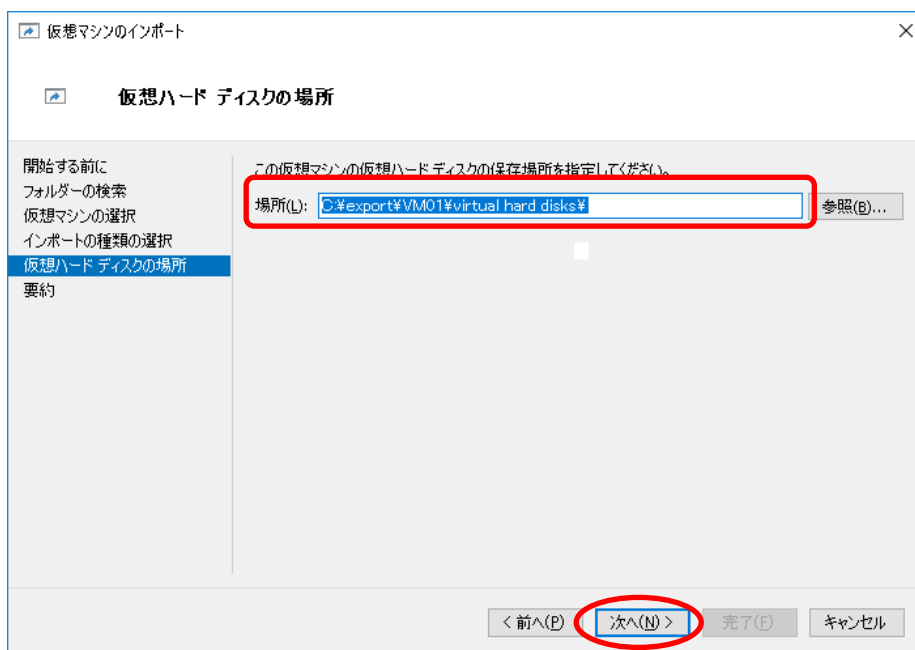 仮想マシンのインポート
仮想ハード ディスクの場所
開始する前に
フォルダーの検索
仮想マシンの選択
インポートの種類の選択
仮想ハード ディスクの場所
要約
この仮想マシンの仮想ハード ディスクの保存場所を指定してください。
場所(L): C:¥export¥VM01¥virtual hard disks¥ 参照(B)...
< 前へ(P) 次へ(N) > 完了(F) キャンセル